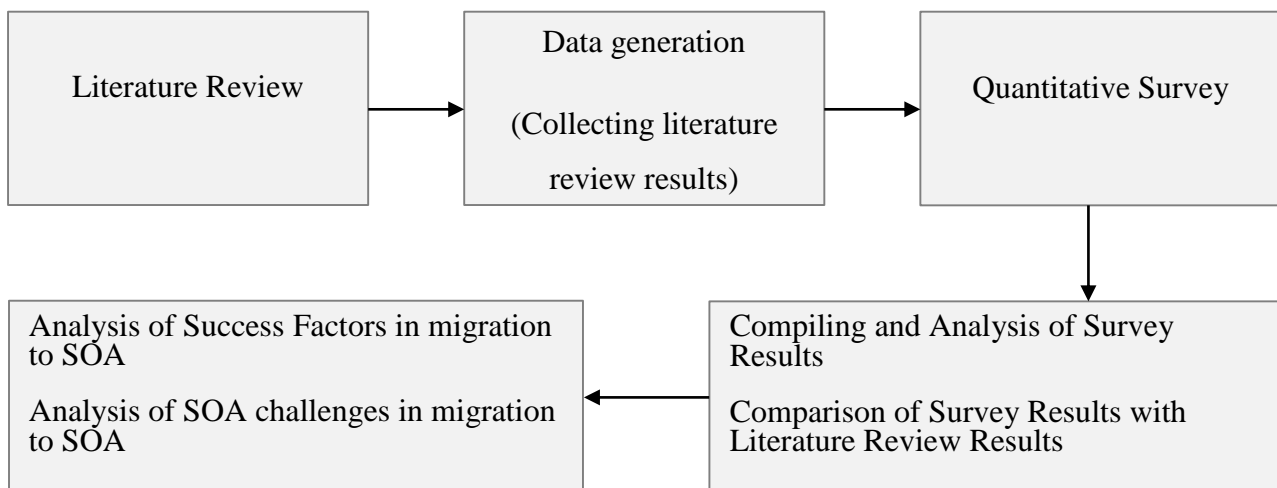 Literature Review
Data generation
(Collecting literature
review results)
Quantitative Survey
Compiling and Analysis of Survey
Results
Comparison of Survey Results with
Literature Review Results
Analysis of Success Factors in migration
to SOA
Analysis of SOA challenges in migration
to SOA